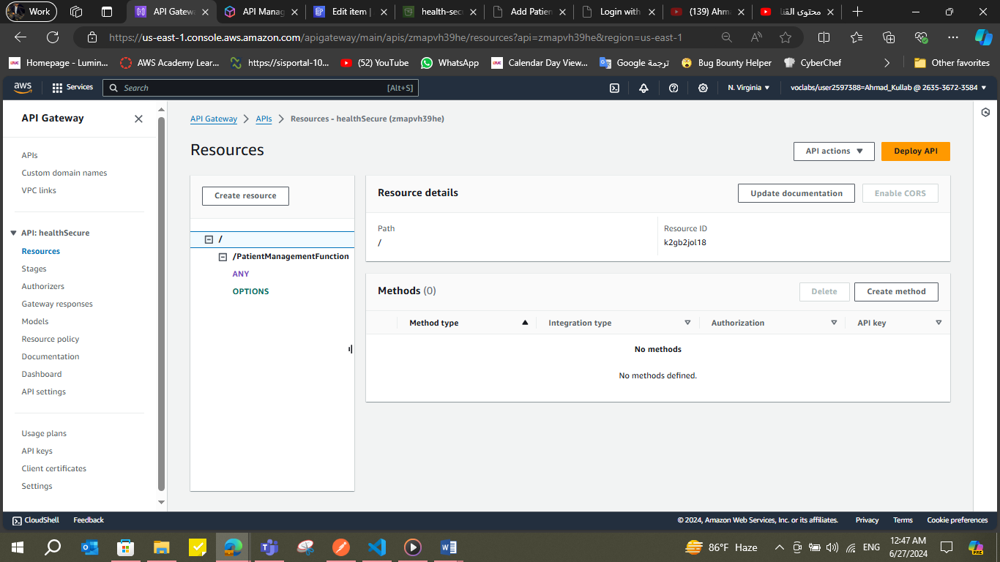 Work
API Gatew
API Manag
Edit item |
health-sec
Add Patien
Login with
(139) Ahm
محتوى القنا
https://us-east-1.console.aws.amazon.com/apigateway/main/apis/zmapvh39he/resources?api=zmapvh39he&region=us-east-1
Homepage - Lumin...
AWS Academy Lear...
https://sisportal-10...
(52) YouTube
WhatsApp
Calendar Day View...
Google ترجمة
Bug Bounty Helper
CyberChef
Other favorites
aws
Services
Search
[Alt+S]
N. Virginia
voclabs/user2597388=Ahmad_Kullab @ 2635-3672-3584
API Gateway
APIs
Custom domain names
VPC links
API: healthSecure
Resources
Stages
Authorizers
Gateway responses
Models
Resource policy
Documentation
Dashboard
API settings
Usage plans
API keys
Client certificates
Settings
API Gateway
APIs
Resources - healthSecure (zmapvh39he)
Resources
API actions
Deploy API
Create resource
/
/PatientManagementFunction
ANY
OPTIONS
Resource details
Update documentation
Enable CORS
Path
/
Resource ID
k2gb2jol18
Methods (0)
Delete
Create method
Method type
Integration type
Authorization
API key
No methods
No methods defined.
CloudShell
Feedback
© 2024, Amazon Web Services, Inc. or its affiliates.
Privacy
Terms
Cookie preferences
86°F Haze
ENG
12:47 AM
6/27/2024
PRE